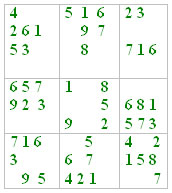 4 5 1 6 2 3
2 6 1 9 7
5 3 8 7 1 6
6 5 7 1 8
9 2 3 5 6 8 1
9 2 5 7 3
7 1 6 5 4 2
3 6 7 1 5 8
9 5 4 2 1 7